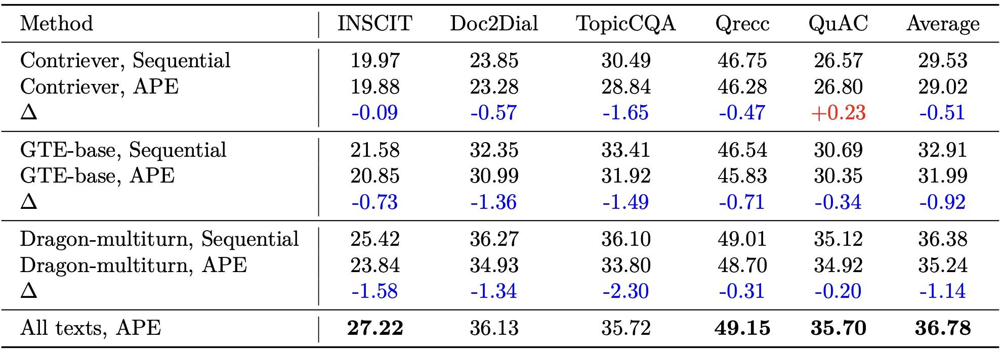 Method INSCIT Doc2Dial TopicCQA Qrecc QuAC Average
Contriever, Sequential 19.97 23.85 30.49 46.75 26.57 29.53
Contriever, APE 19.88 23.28 28.84 46.28 26.80 29.02
Δ -0.09 -0.57 -1.65 -0.47 +0.23 -0.51
GTE-base, Sequential 21.58 32.35 33.41 46.54 30.69 32.91
GTE-base, APE 20.85 30.99 31.92 45.83 30.35 31.99
Δ -0.73 -1.36 -1.49 -0.71 -0.34 -0.92
Dragon-multiturn, Sequential 25.42 36.27 36.10 49.01 35.12 36.38
Dragon-multiturn, APE 23.84 34.93 33.80 48.70 34.92 35.24
Δ -1.58 -1.34 -2.30 -0.31 -0.20 -1.14
All texts, APE 27.22 36.13 35.72 49.15 35.70 36.78